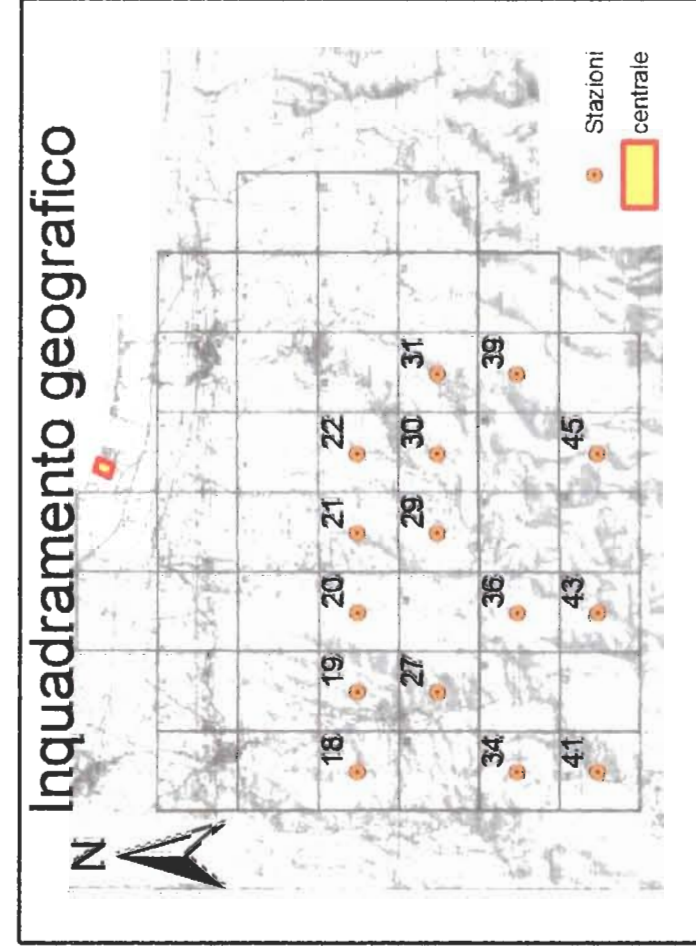 Inquadramento geografico
N
18 19 20 21 22
27 29 30 31
34 36 39
41 43 45
Stazioni
centrale